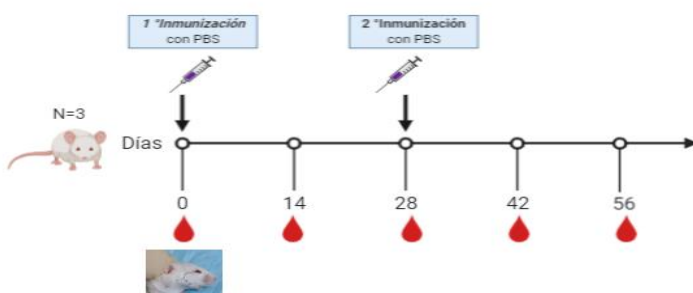 1 °Inmunización
con PBS
2 °Inmunización
con PBS
N=3
Días
0 14 28 42 56